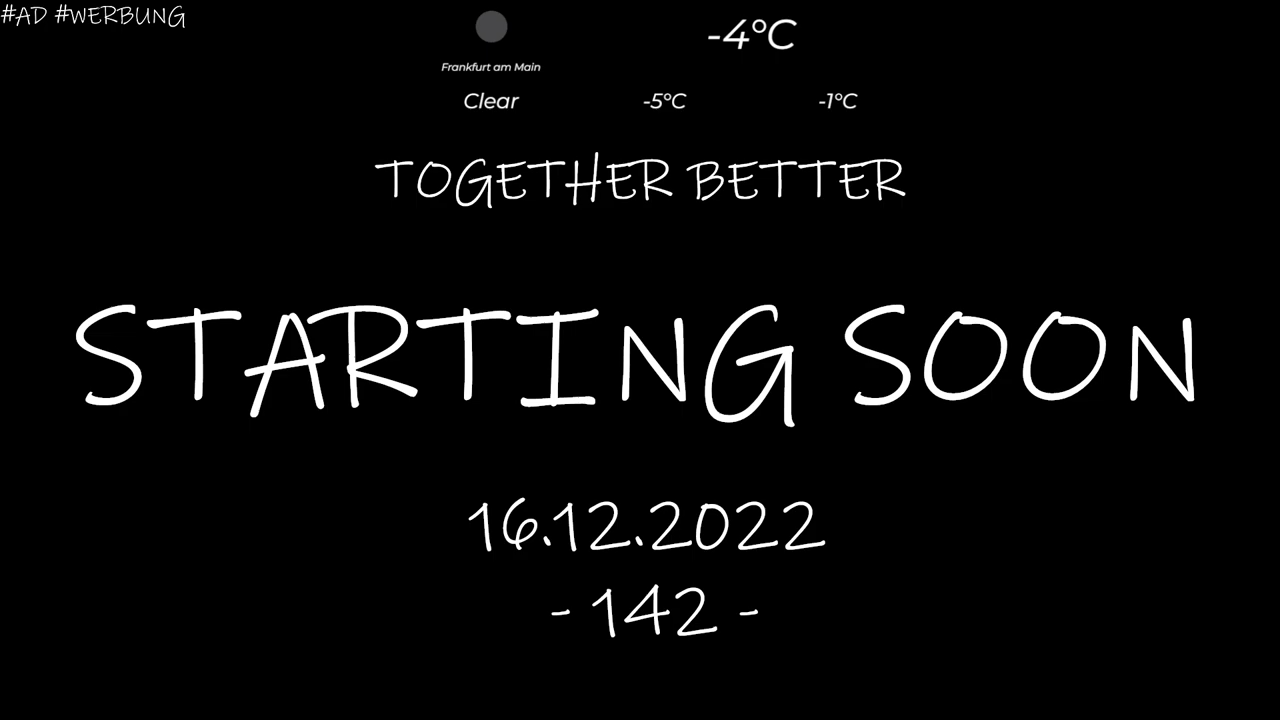 #AD #WERBUNG
-4°C
Frankfurt am Main
Clear -5°C -1°C
TOGETHER BETTER
STARTING SOON
16.12.2022
- 142 -